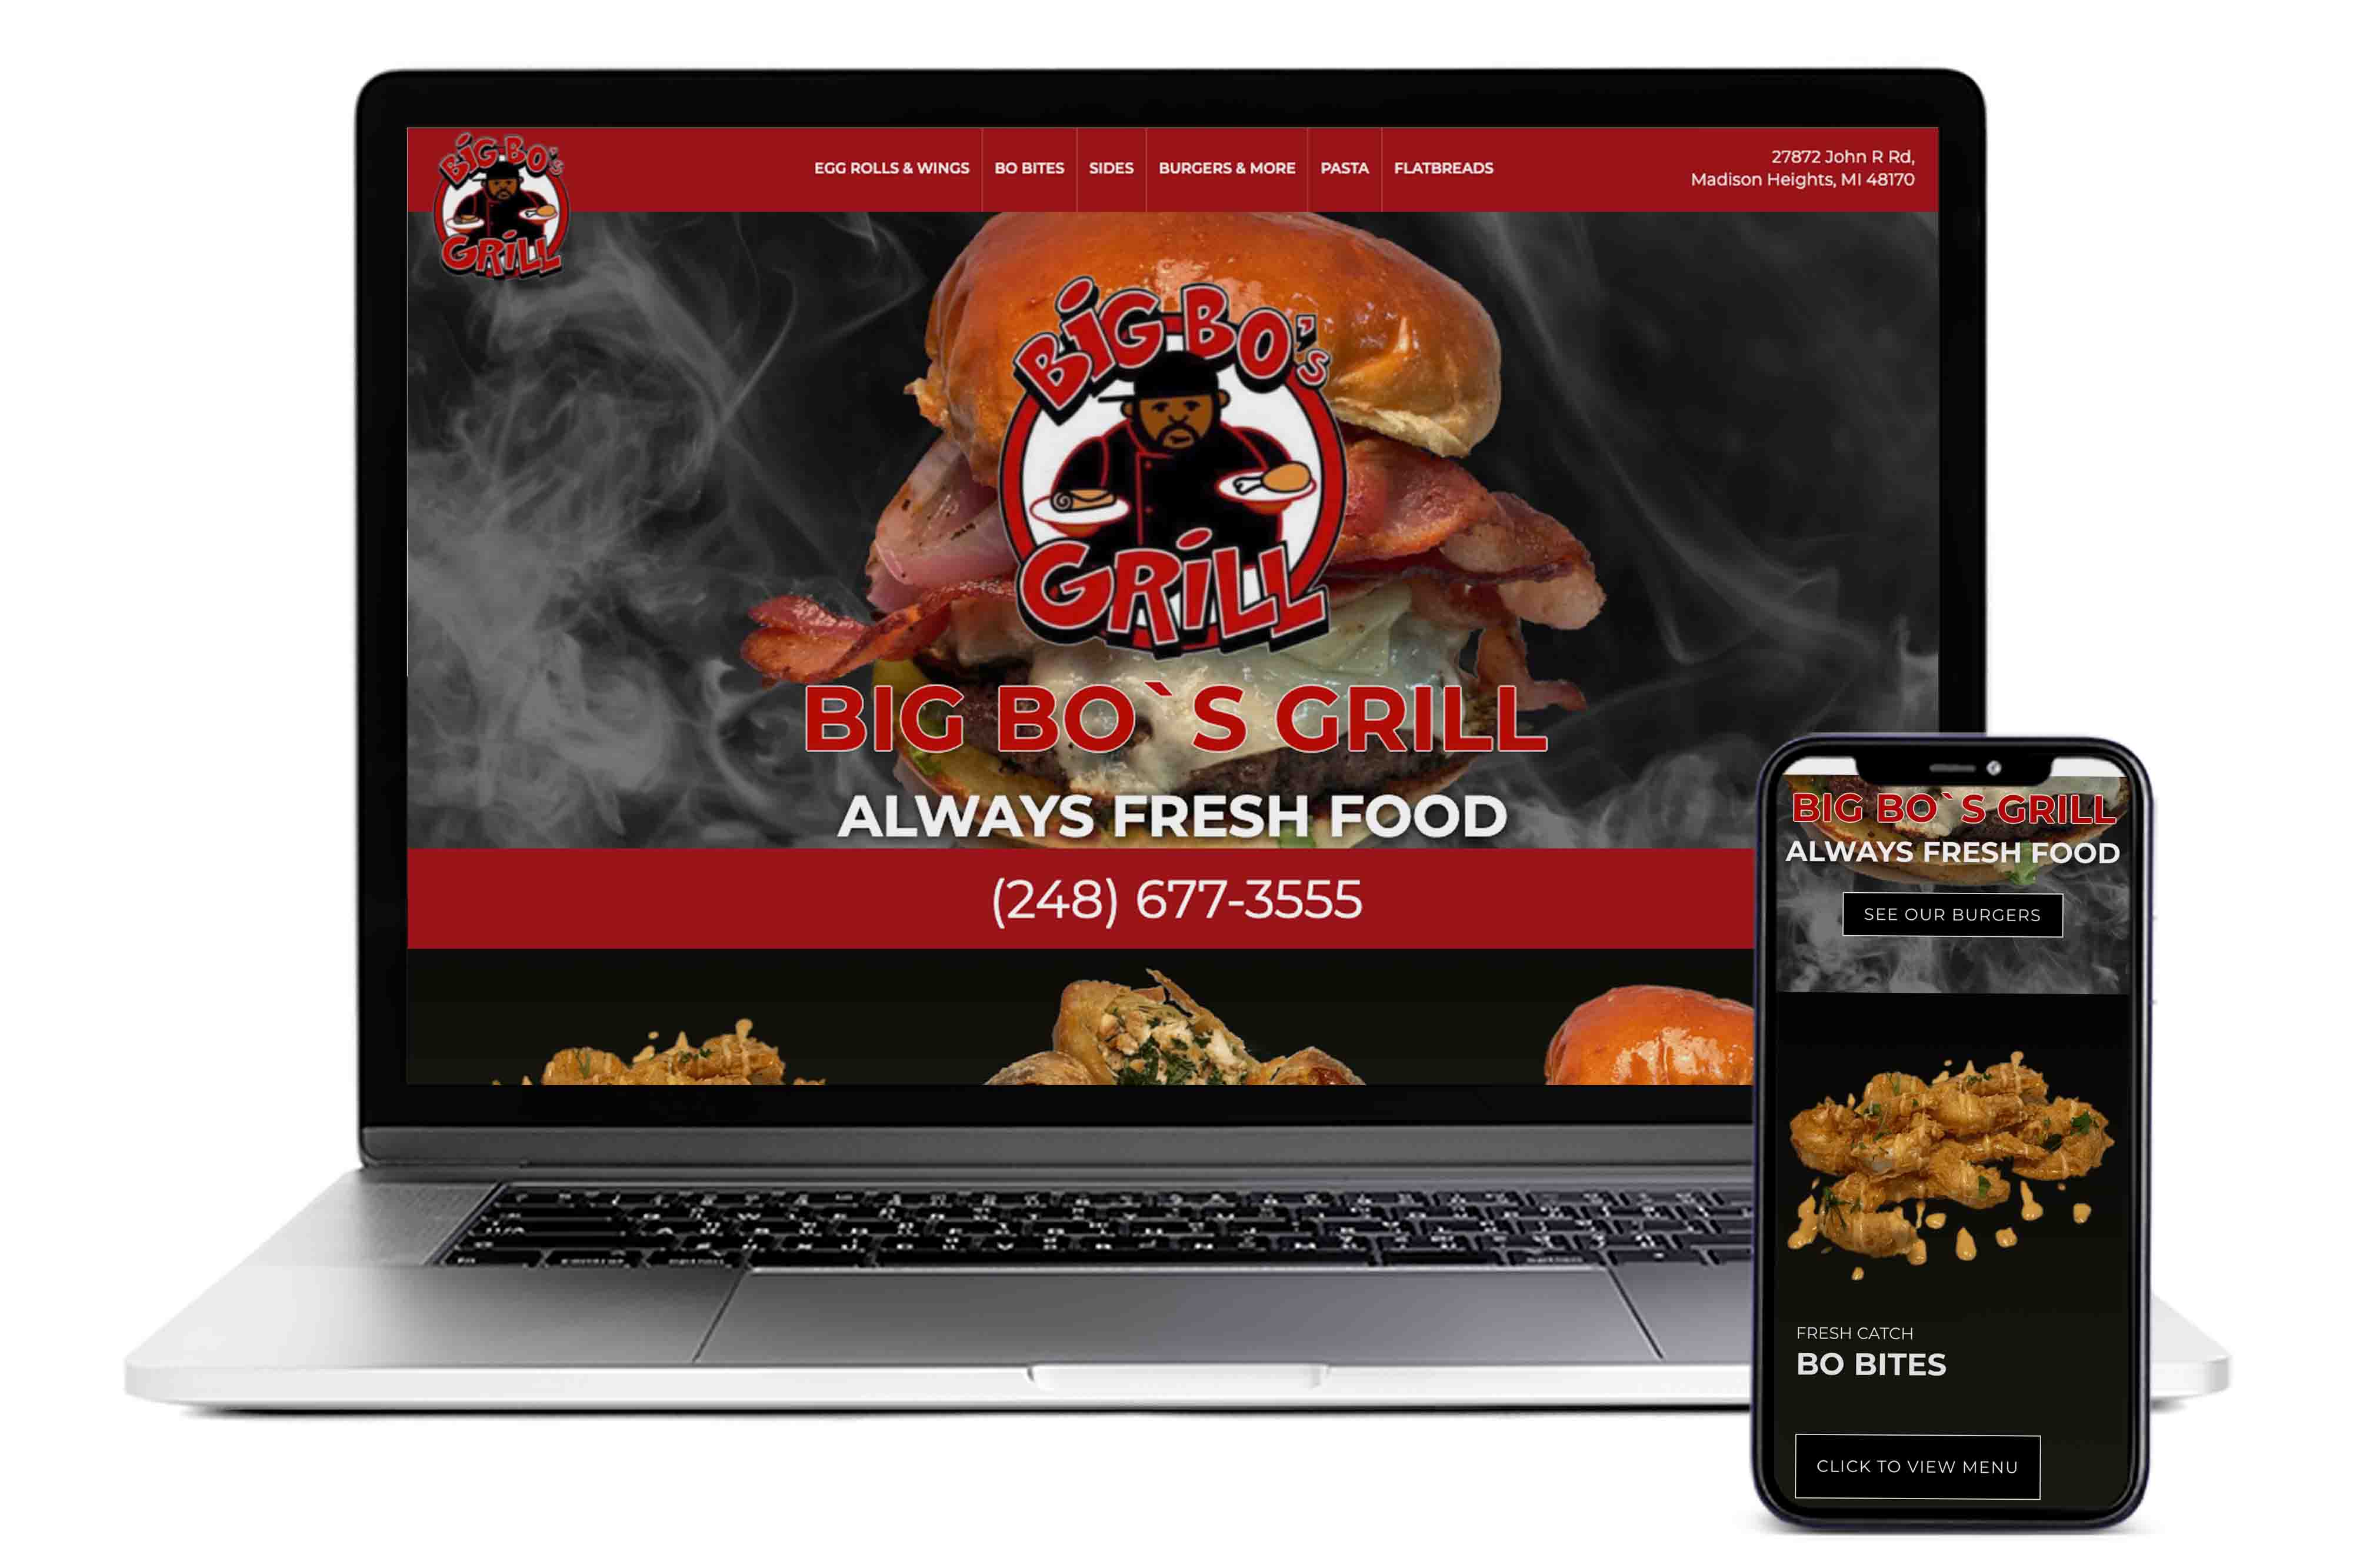 BIG BO's
GRILL
EGG ROLLS & WINGS
BO BITES
SIDES
BURGERS & MORE
PASTA
FLATBREADS
27872 John R Rd,
Madison Heights, MI 48170
BIG BO's
GRILL
BIG BO`S GRILL
ALWAYS FRESH FOOD
(248) 677-3555
BIG BO`S GRILL
ALWAYS FRESH FOOD
SEE OUR BURGERS
FRESH CATCH
BO BITES
CLICK TO VIEW MENU